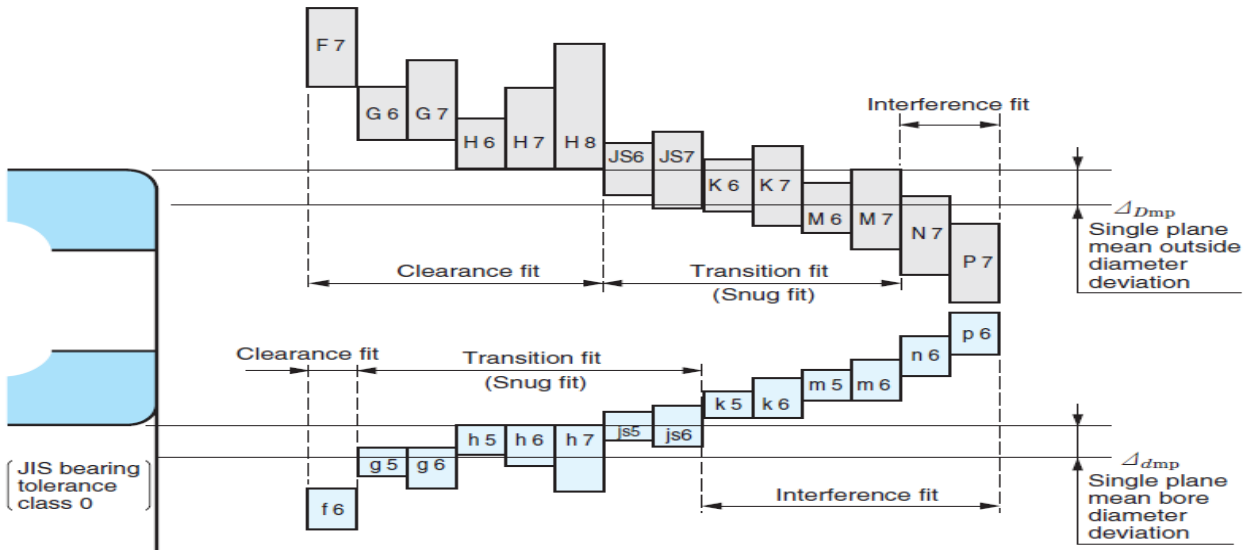 F 7
G 6
G 7
H 6
H 7
H 8
JS6
JS7
K 6
K 7
M 6
M 7
N 7
P 7
Interference fit
Clearance fit
Transition fit
(Snug fit)
ΔDmp
Single plane
mean outside
diameter
deviation
Clearance fit
Transition fit
(Snug fit)
f 6
g 5
g 6
h 5
h 6
h 7
js5
js6
k 5
k 6
m 5
m 6
n 6
p 6
Interference fit
JIS bearing
tolerance
class 0
Δdmp
Single plane
mean bore
diameter
deviation